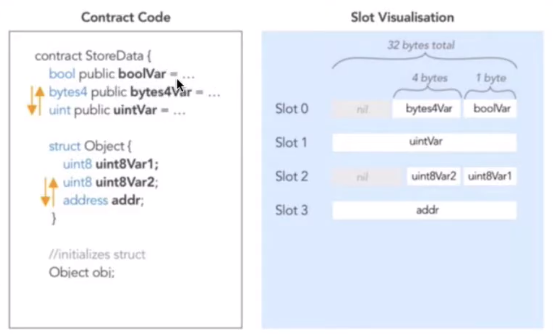 Contract Code
contract StoreData {
bool public boolVar = ...
bytes4 public bytes4Var = ...
uint public uintVar = ...
struct Object {
uint8 uint8Var1;
uint8 uint8Var2;
address addr;
}
//initializes struct
Object obj;
Slot Visualisation
32 bytes total
4 bytes 1 byte
Slot 0 nil bytes4Var boolVar
Slot 1 uintVar
Slot 2 nil uint8Var2 uint8Var1
Slot 3 addr